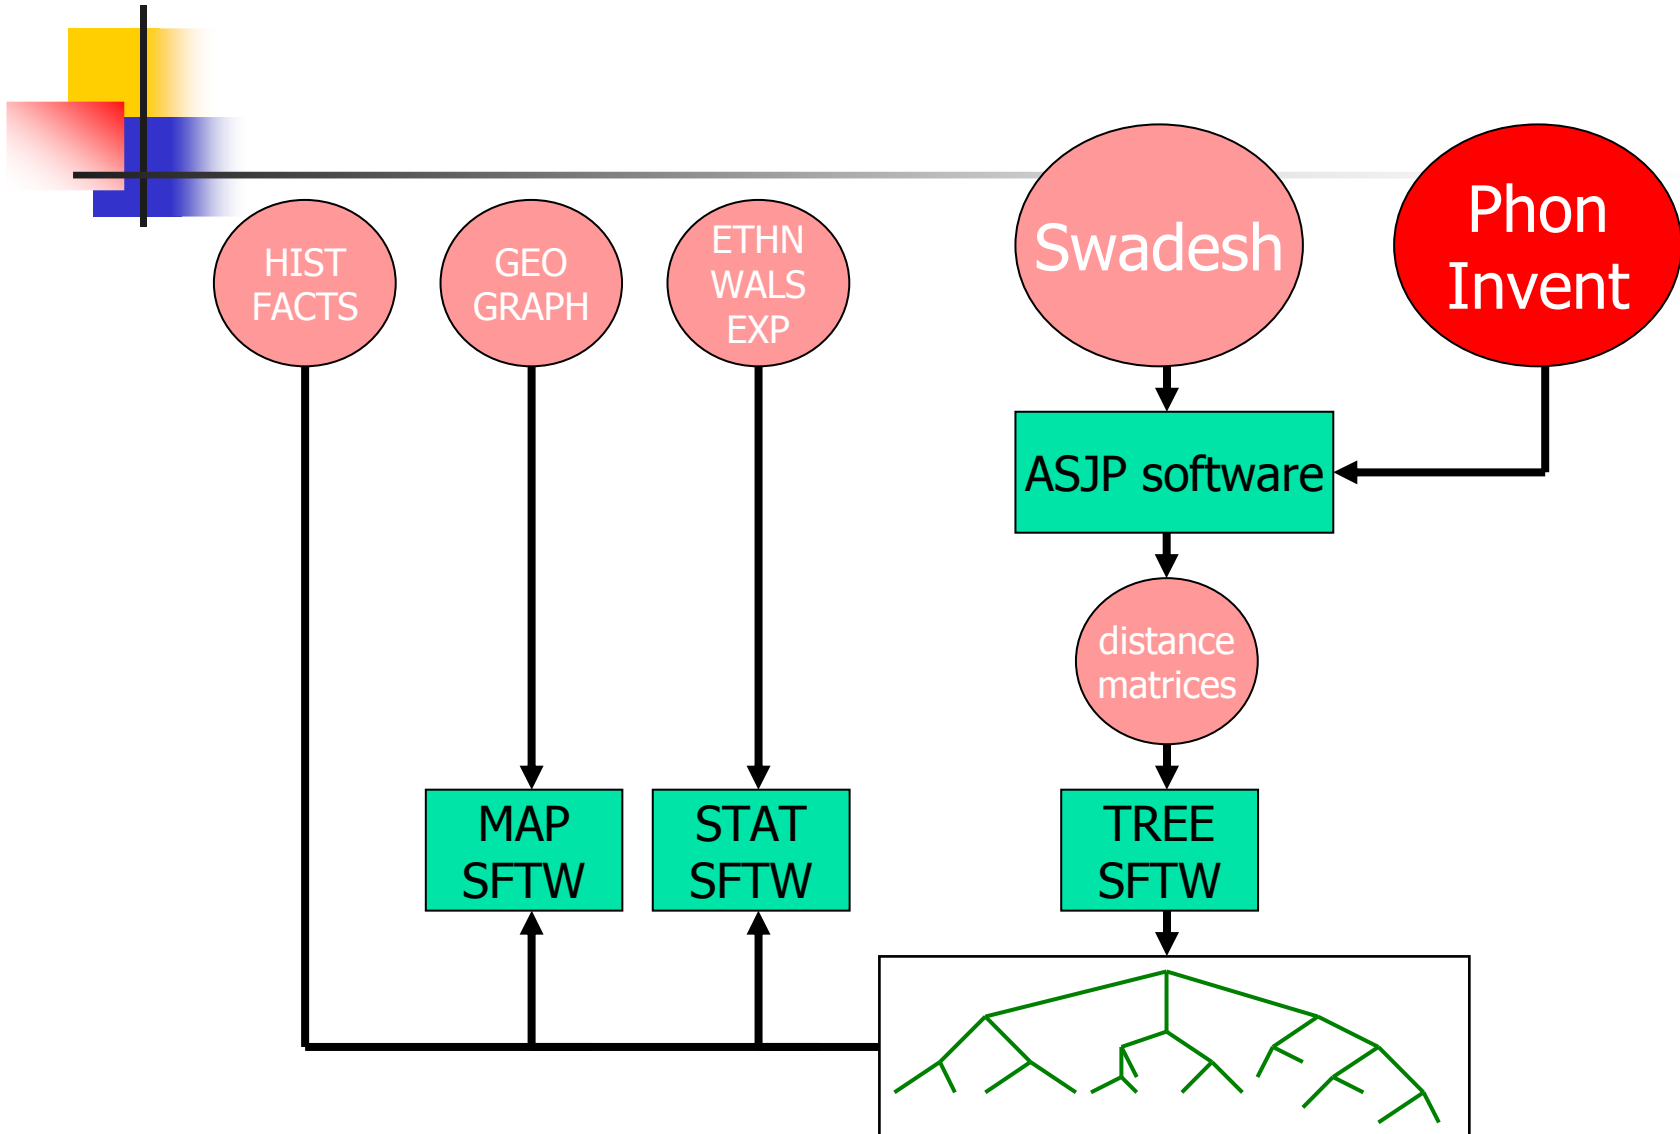 HIST
FACTS
GEO
GRAPH
ETHN
WALS
EXP
Swadesh
Phon
Invent
ASJP software
distance
matrices
MAP
SFTW
STAT
SFTW
TREE
SFTW